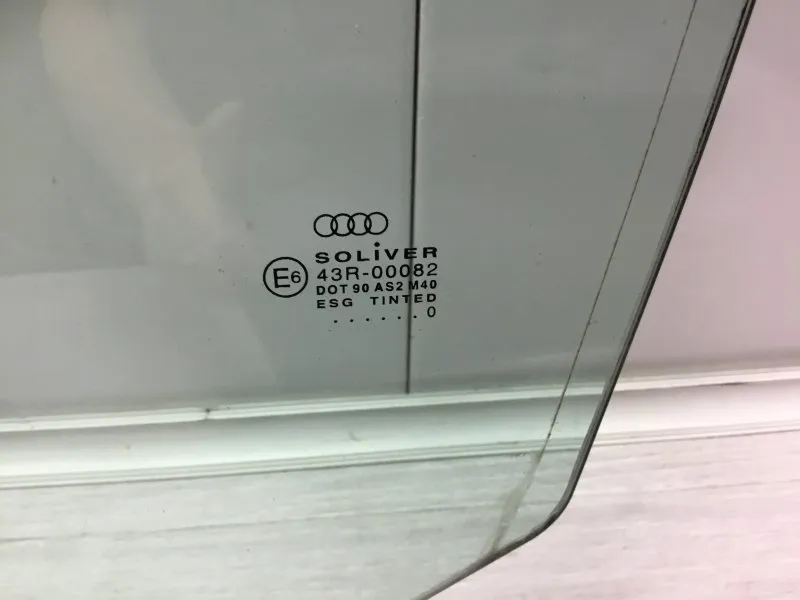 SOLiVER
E6
43R-00082
DOT 90 AS2 M40
ESG TINTED
. . . . . . 0